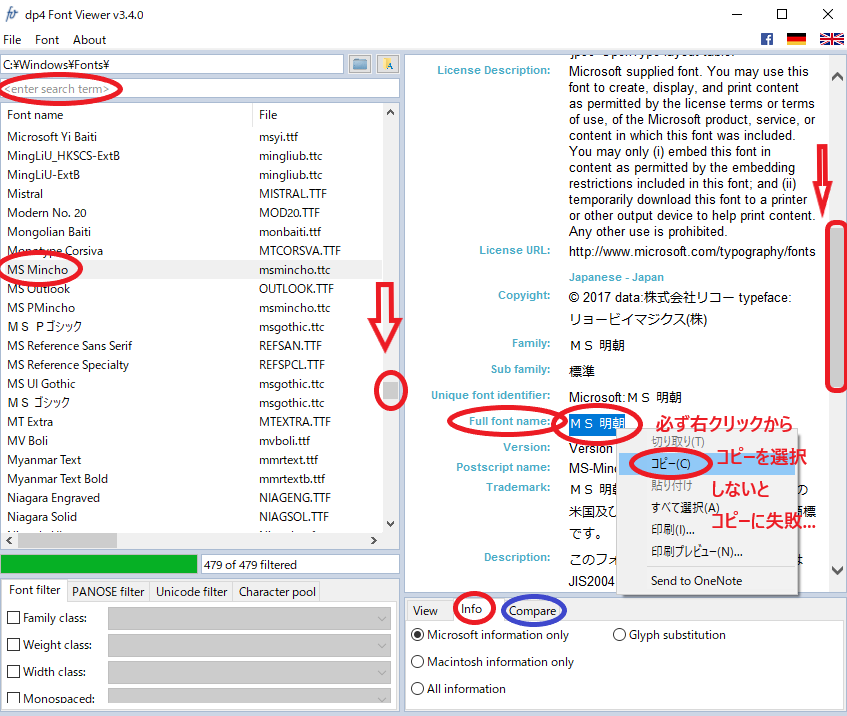 dp4 Font Viewer v3.4.0
File Font About
C:¥Windows¥Fonts¥
<enter search term>
Font name File
Microsoft Yi Baiti msyi.ttf
MingLiU_HKSCS-ExtB mingliub.ttc
MingLiU-ExtB mingliub.ttc
Mistral MISTRAL.TTF
Modern No. 20 MOD20.TTF
Mongolian Baiti monbaiti.ttf
Monotype Corsiva MTCORSVA.TTF
MS Mincho msmincho.ttc
MS Outlook OUTLOOK.TTF
MS PMincho msmincho.ttc
ＭＳ Ｐゴシック msgothic.ttc
MS Reference Sans Serif REFSAN.TTF
MS Reference Specialty REFSPCL.TTF
MS UI Gothic msgothic.ttc
ＭＳ ゴシック msgothic.ttc
MT Extra MTEXTRA.TTF
MV Boli mvboli.ttf
Myanmar Text mmrtext.ttf
Myanmar Text Bold mmrtextb.ttf
Niagara Engraved NIAGENG.TTF
Niagara Solid NIAGSOL.TTF
479 of 479 filtered
Font filter PANOSE filter Unicode filter Character pool
Family class:
Weight class:
Width class:
Monospaced:
License Description: Microsoft supplied font. You may use this
font to create, display, and print content
as permitted by the license terms or terms
of use, of the Microsoft product, service, or
content in which this font was included.
You may only (i) embed this font in
content as permitted by the embedding
restrictions included in this font; and (ii)
temporarily download this font to a printer
or other output device to help print content.
Any other use is prohibited.
License URL: http://www.microsoft.com/typography/fonts
Japanese - Japan
Copyight: © 2017 data:株式会社リコー typeface:
リョービイマジクス(株)
Family: ＭＳ 明朝
Sub family: 標準
Unique font identifier: Microsoft:ＭＳ 明朝
Full font name: ＭＳ 明朝
必ず右クリックから
Version: Version
Postscript name: MS-Min
Trademark: ＭＳ 明 の
米国及び 商標
です。
Description: このフォ は
JIS2004
切り取り(T)
コピー(C)
コピーを選択
貼り付け
しないと
すべて選択(A)
コピーに失敗...
印刷(I)...
印刷プレビュー(N)...
Send to OneNote
View Info Compare
Microsoft information only Glyph substitution
Macintosh information only
All information